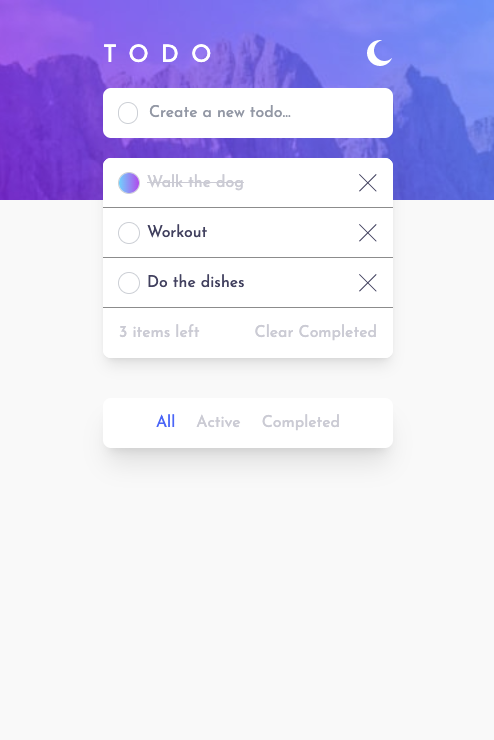 TODO
Create a new todo...
Walk the dog
Workout
Do the dishes
3 items left Clear Completed
All Active Completed